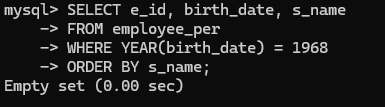 mysql> SELECT e_id, birth_date, s_name
    -> FROM employee_per
    -> WHERE YEAR(birth_date) = 1968
    -> ORDER BY s_name;
Empty set (0.00 sec)